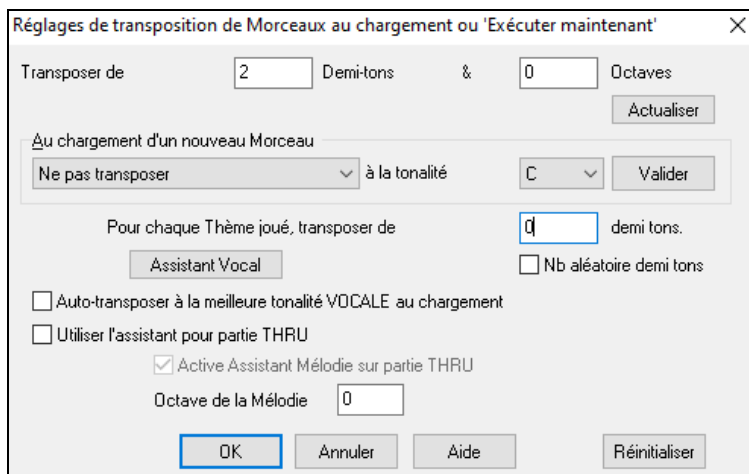 Réglages de transposition de Morceaux au chargement ou 'Exécuter maintenant'
Transposer de 2 Demi-tons & 0 Octaves
Actualiser
Au chargement d'un nouveau Morceau
Ne pas transposer à la tonalité C Valider
Pour chaque Thème joué, transposer de 0 demi tons.
Assistant Vocal Nb aléatoire demi tons
Auto-transposer à la meilleure tonalité VOCALE au chargement
Utiliser l'assistant pour partie THRU
Active Assistant Mélodie sur partie THRU
Octave de la Mélodie 0
OK Annuler Aide Réinitialiser